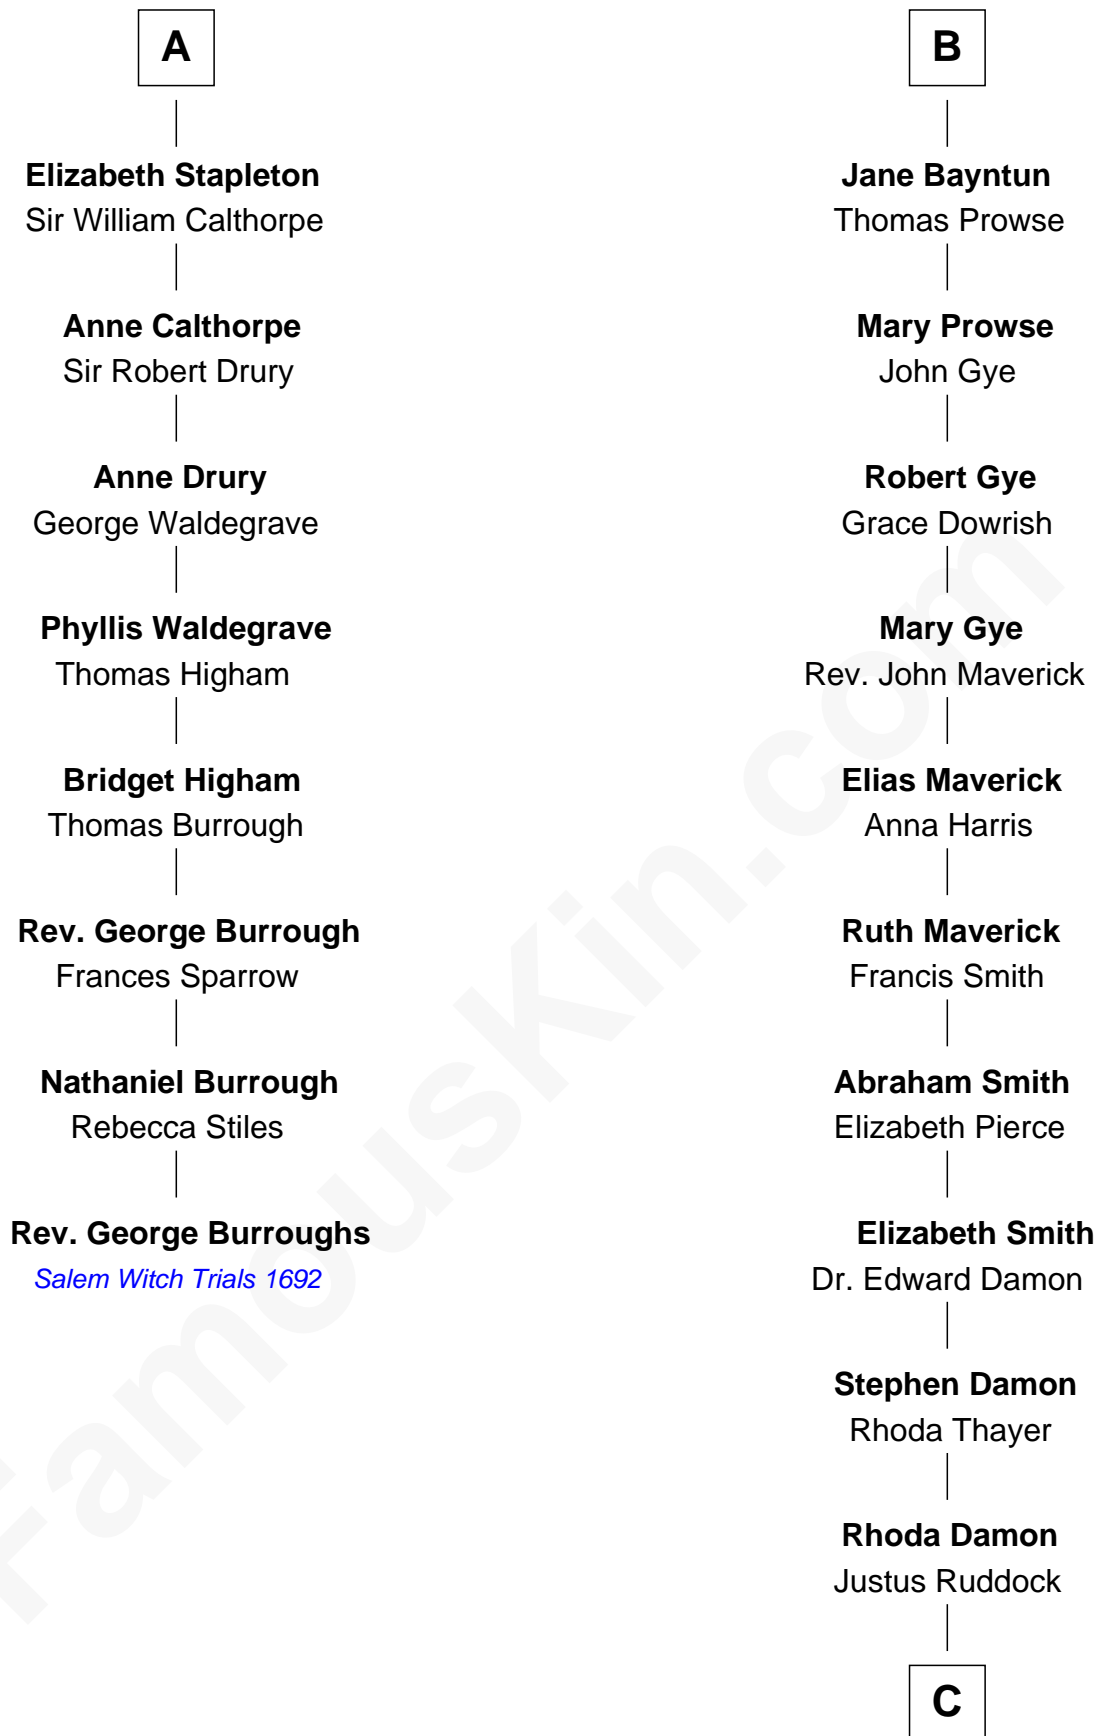 A
Elizabeth Stapleton
Sir William Calthorpe
Anne Calthorpe
Sir Robert Drury
Anne Drury
George Waldegrave
Phyllis Waldegrave
Thomas Higham
Bridget Higham
Thomas Burrough
Rev. George Burrough
Frances Sparrow
Nathaniel Burrough
Rebecca Stiles
Rev. George Burroughs
Salem Witch Trials 1692
B
Jane Bayntun
Thomas Prowse
Mary Prowse
John Gye
Robert Gye
Grace Dowrish
Mary Gye
Rev. John Maverick
Elias Maverick
Anna Harris
Ruth Maverick
Francis Smith
Abraham Smith
Elizabeth Pierce
Elizabeth Smith
Dr. Edward Damon
Stephen Damon
Rhoda Thayer
Rhoda Damon
Justus Ruddock
C
FamousKin.com